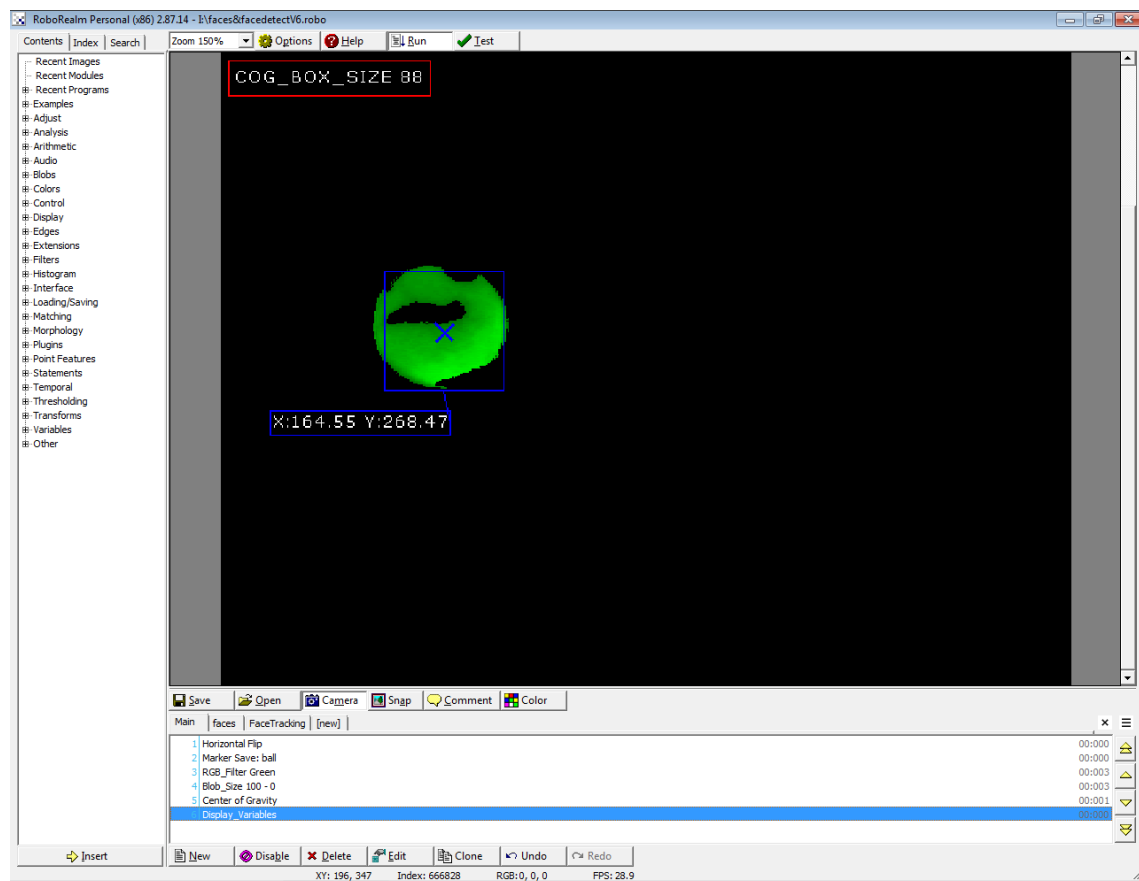 RoboRealm Personal (x86) 2.87.14 - I:\faces&facedetectV6.robo
Contents Index Search
Zoom 150% Options Help Run Test
Recent Images
Recent Modules
Recent Programs
Examples
Adjust
Analysis
Arithmetic
Audio
Blobs
Colors
Control
Display
Edges
Extensions
Filters
Histogram
Interface
Loading/Saving
Matching
Morphology
Plugins
Point Features
Statements
Temporal
Thresholding
Transforms
Variables
Other
COG_BOX_SIZE 88
X:164.55 Y:268.47
Save Open Camera Snap Comment Color
Main faces FaceTracking [new]
1 Horizontal Flip 00:000
2 Marker Save: ball 00:000
3 RGB_Filter Green 00:003
4 Blob_Size 100 - 0 00:003
5 Center of Gravity 00:001
6 Display_Variables 00:000
Insert New Disable Delete Edit Clone Undo Redo
XY: 196, 347 Index: 666828 RGB:0, 0, 0 FPS: 28.9